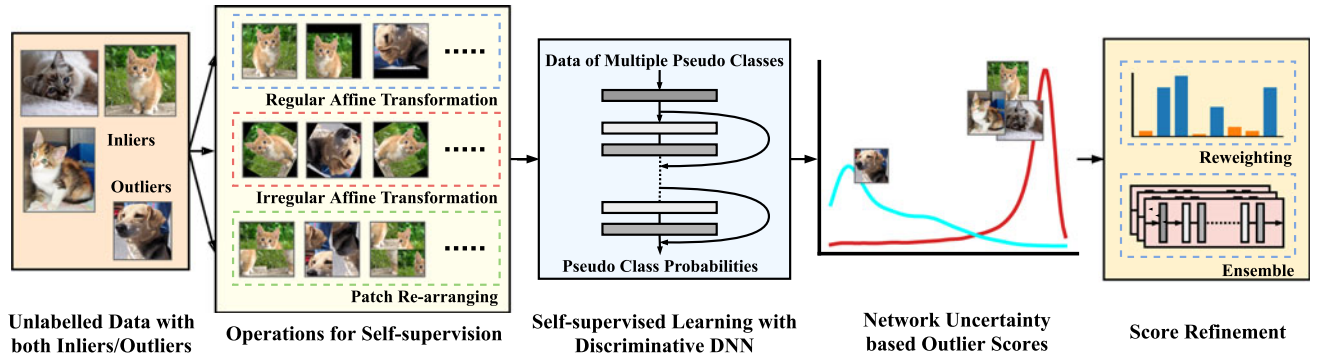 Inliers
Outliers
Unlabelled Data with
both Inliers/Outliers
Regular Affine Transformation
Irregular Affine Transformation
Patch Re-arranging
Operations for Self-supervision
Data of Multiple Pseudo Classes
Pseudo Class Probabilities
Self-supervised Learning with
Discriminative DNN
Network Uncertainty
based Outlier Scores
Reweighting
Ensemble
Score Refinement